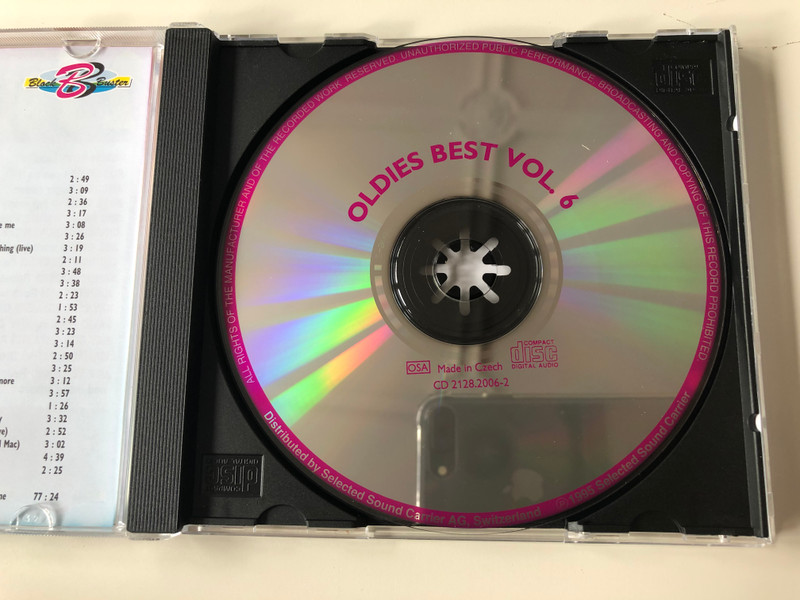 Block B Buster
2 : 49
3 : 09
2 : 36
3 : 17
e me 3 : 08
3 : 26
thing (live) 3 : 19
2 : 11
3 : 48
3 : 38
2 : 23
1 : 53
2 : 45
3 : 23
3 : 14
2 : 50
3 : 25
more 3 : 12
3 : 57
1 : 26
y 3 : 32
e) 2 : 52
Mac) 3 : 02
4 : 39
2 : 25
me 77 : 24
ALL RIGHTS OF THE MANUFACTURER AND OF THE RECORDED WORK RESERVED. UNAUTHORIZED PUBLIC PERFORMANCE, BROADCASTING AND COPYING OF THIS RECORD PROHIBITED
OLDIES BEST VOL. 6
OSA Made in Czech
COMPACT disc DIGITAL AUDIO
CD 2128.2006-2
Distributed by Selected Sound Carrier AG, Switzerland
Selected Sound Carrier